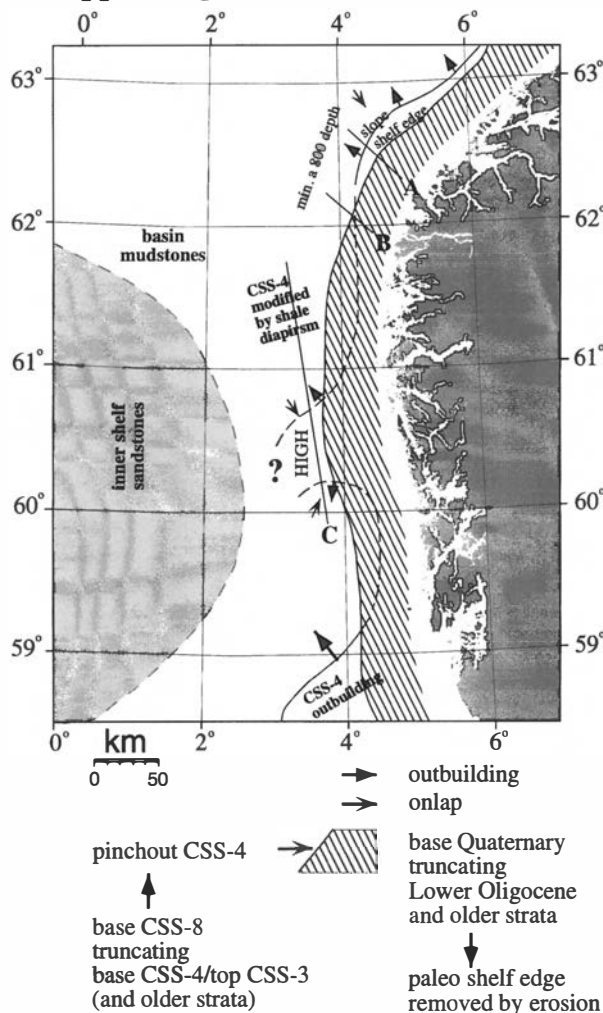 0°
2°
4°
6°
63°
63°
slope
shelf edge
min. a 800 depth
A
62°
62°
B
basin
mudstones
CSS-4
modified
by shale
diapirsm
61°
61°
inner shelf
sandstones
HIGH
?
60°
60°
C
59°
59°
CSS-4
outbuilding
0°
2°
4°
6°
km
0 50
outbuilding
onlap
pinchout CSS-4
base Quaternary
truncating
Lower Oligocene
and older strata
base CSS-8
truncating
base CSS-4/top CSS-3
(and older strata)
paleo shelf edge
removed by erosion